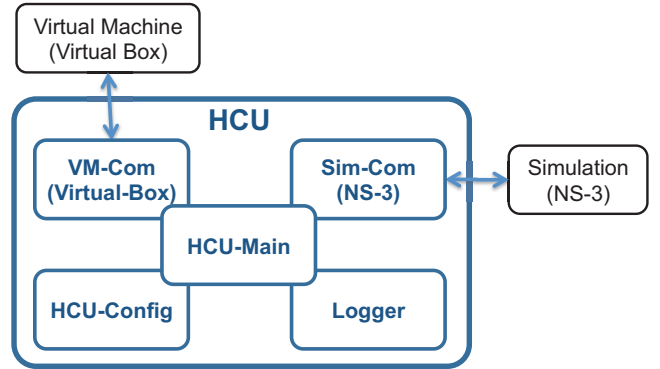 Virtual Machine
(Virtual Box)
HCU
VM-Com
(Virtual-Box)
Sim-Com
(NS-3)
Simulation
(NS-3)
HCU-Main
HCU-Config
Logger